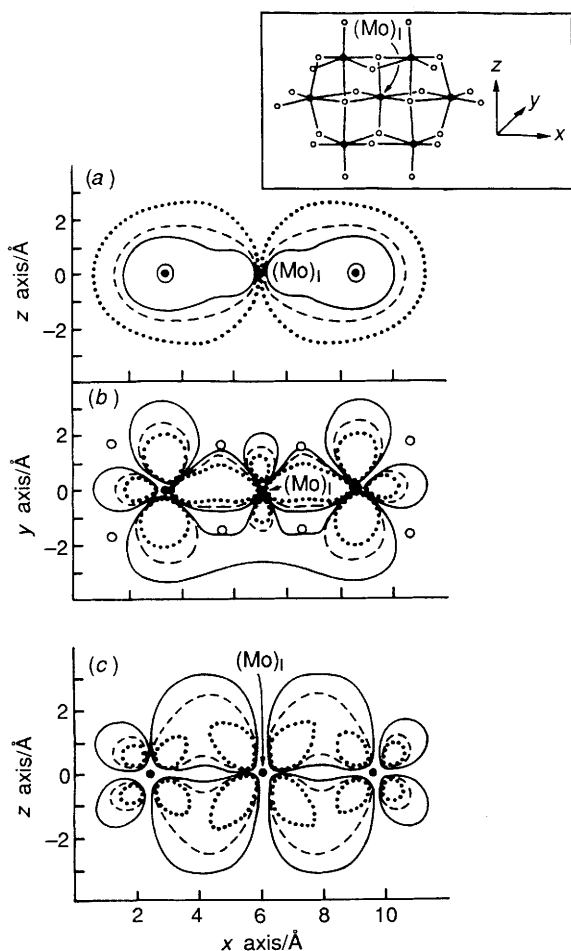 (Mo)I
z
y
x
(a)
2
0
−2
z axis/Å
(Mo)I
(b)
2
0
−2
y axis/Å
(Mo)I
(c)
(Mo)I
2
0
−2
z axis/Å
2 4 6 8 10
x axis/Å